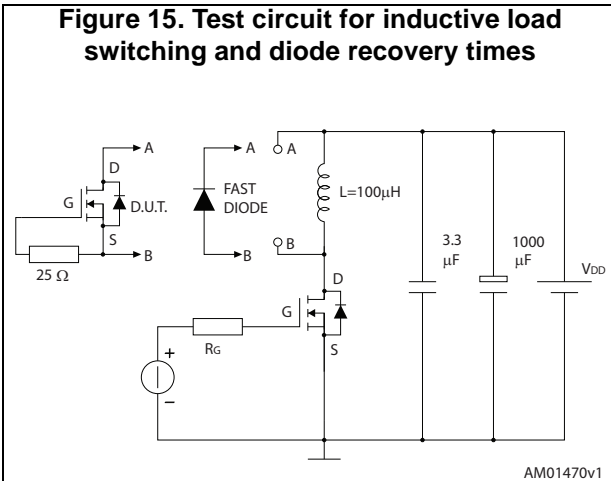 Figure 15. Test circuit for inductive load
switching and diode recovery times
A
D
G
D.U.T.
S
B
25 Ω
A
FAST
DIODE
B
A
L=100µH
B
D
G
S
RG
+
–
3.3
µF
1000
µF
VDD
AM01470v1